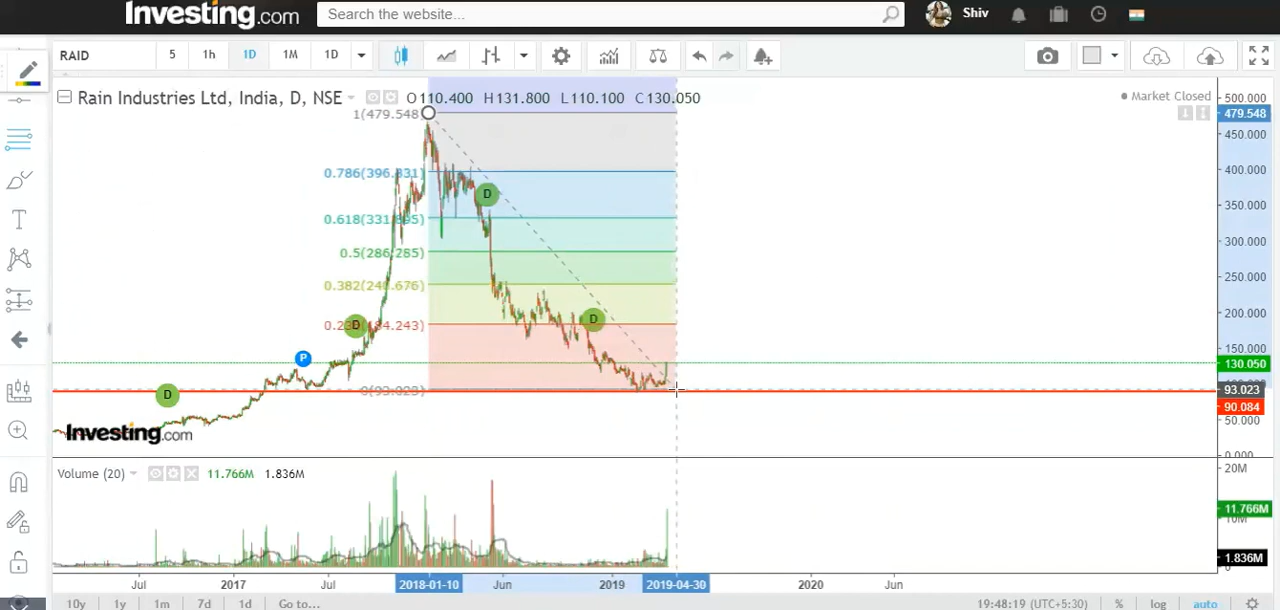 Investing.com
Search the website...
Shiv
RAID 5 1h 1D 1M 1D
Rain Industries Ltd, India, D, NSE O 110.400 H 131.800 L 110.100 C 130.050
Market Closed
1(479.548)
0.786(396.831)
D
0.618(331.895)
0.5(286.285)
0.382(240.676)
D
D
P
0(93.023)
D
Investing.com
500.000
479.548
450.000
400.000
350.000
300.000
250.000
200.000
150.000
130.050
93.023
90.084
50.000
0.000
Volume (20) 11.766M 1.836M
20M
11.766M
10M
1.836M
Jul 2017 Jul 2018-01-10 Jun 2019 2019-04-30 2020 Jun
10y 1y 1m 7d 1d Go to... 19:48:19 (UTC+5:30) % log auto